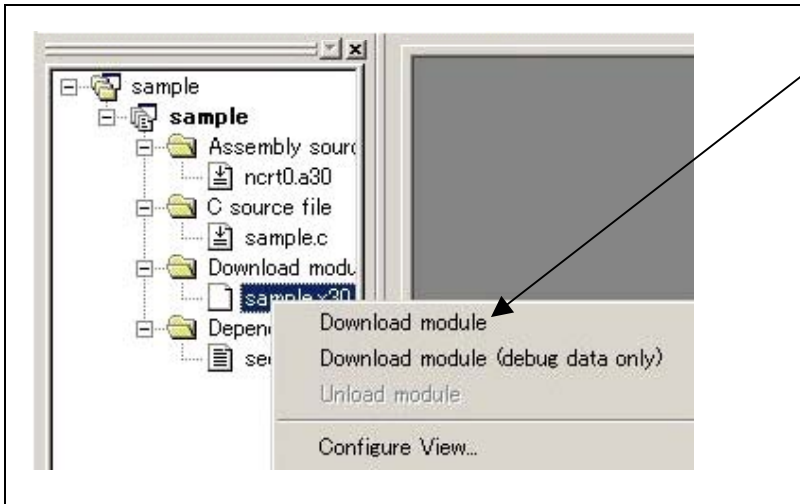 sample
sample
Assembly sourc
ncrt0.a30
C source file
sample.c
Download modu
sample.x30
Depen
se
Download module
Download module (debug data only)
Unload module
Configure View...